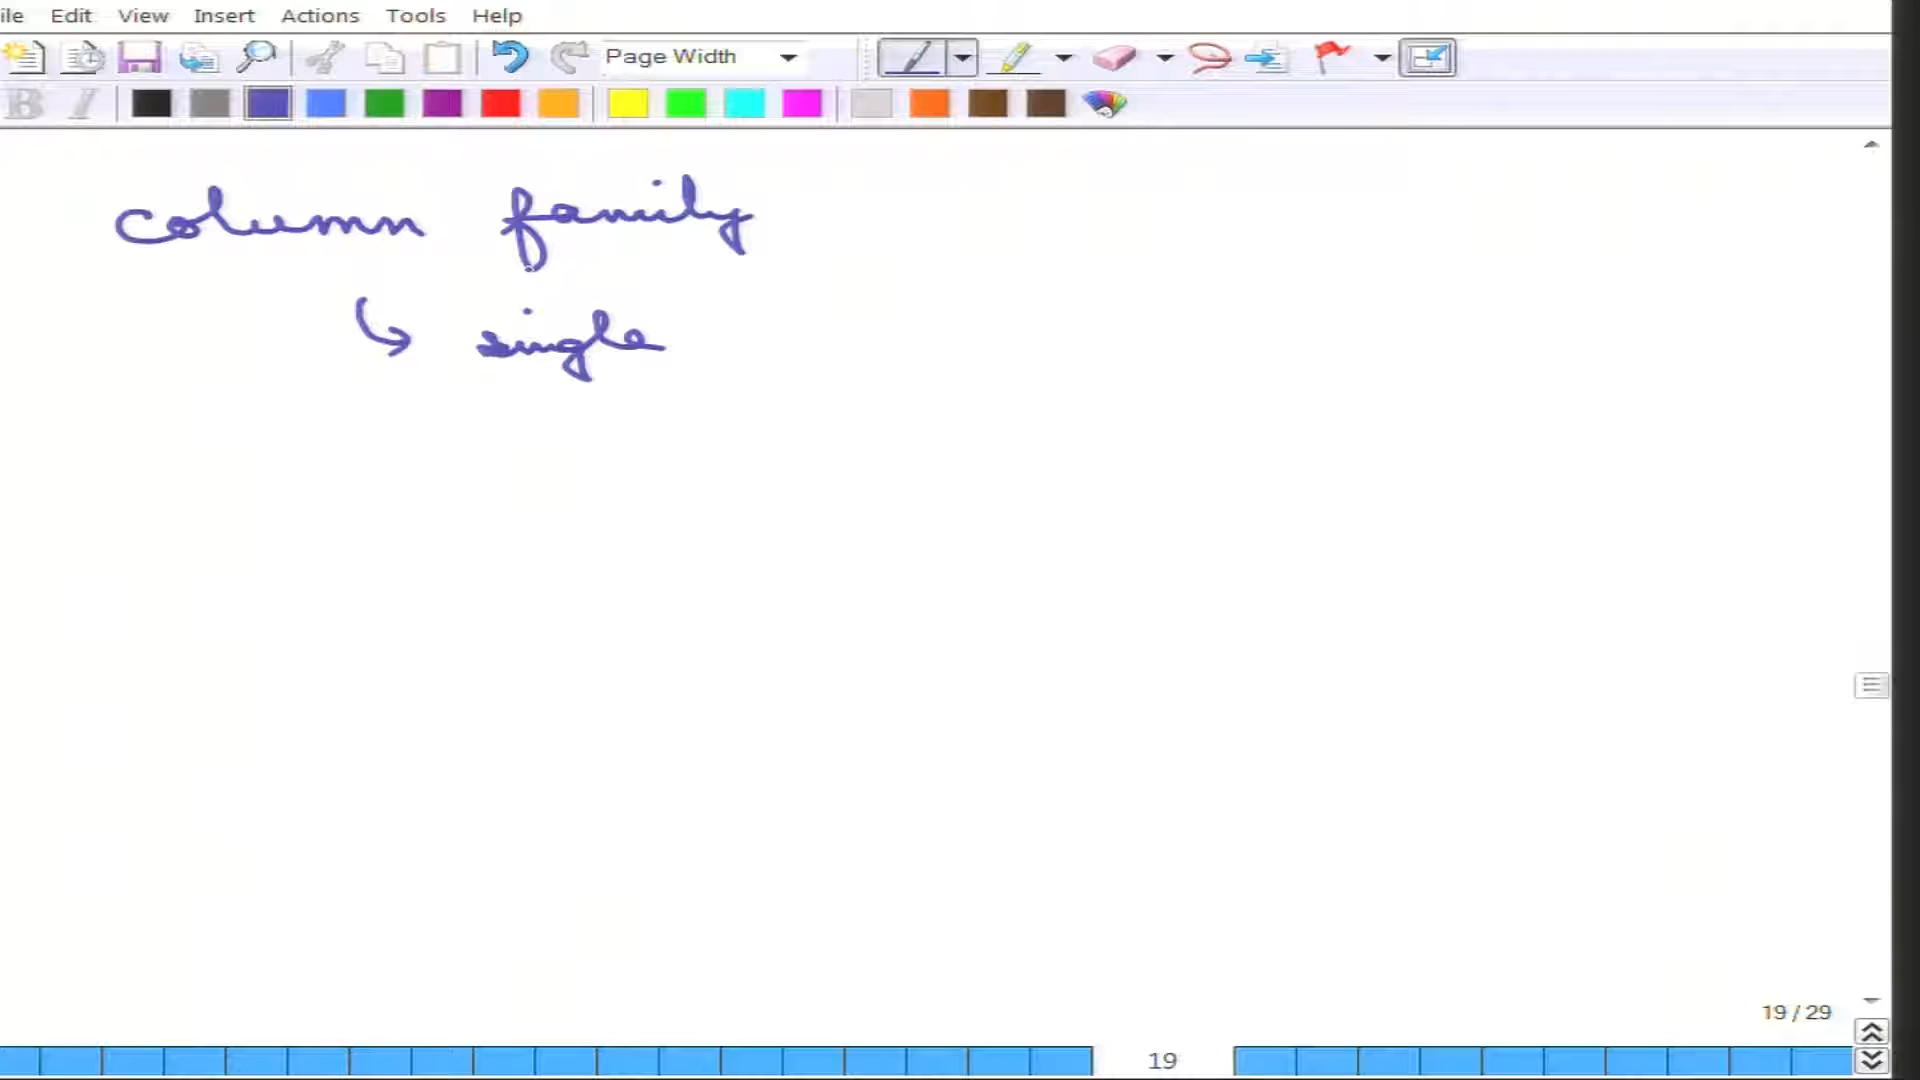 ile Edit View Insert Actions Tools Help
Page Width
B I
column family
↳ single
19 / 29
19